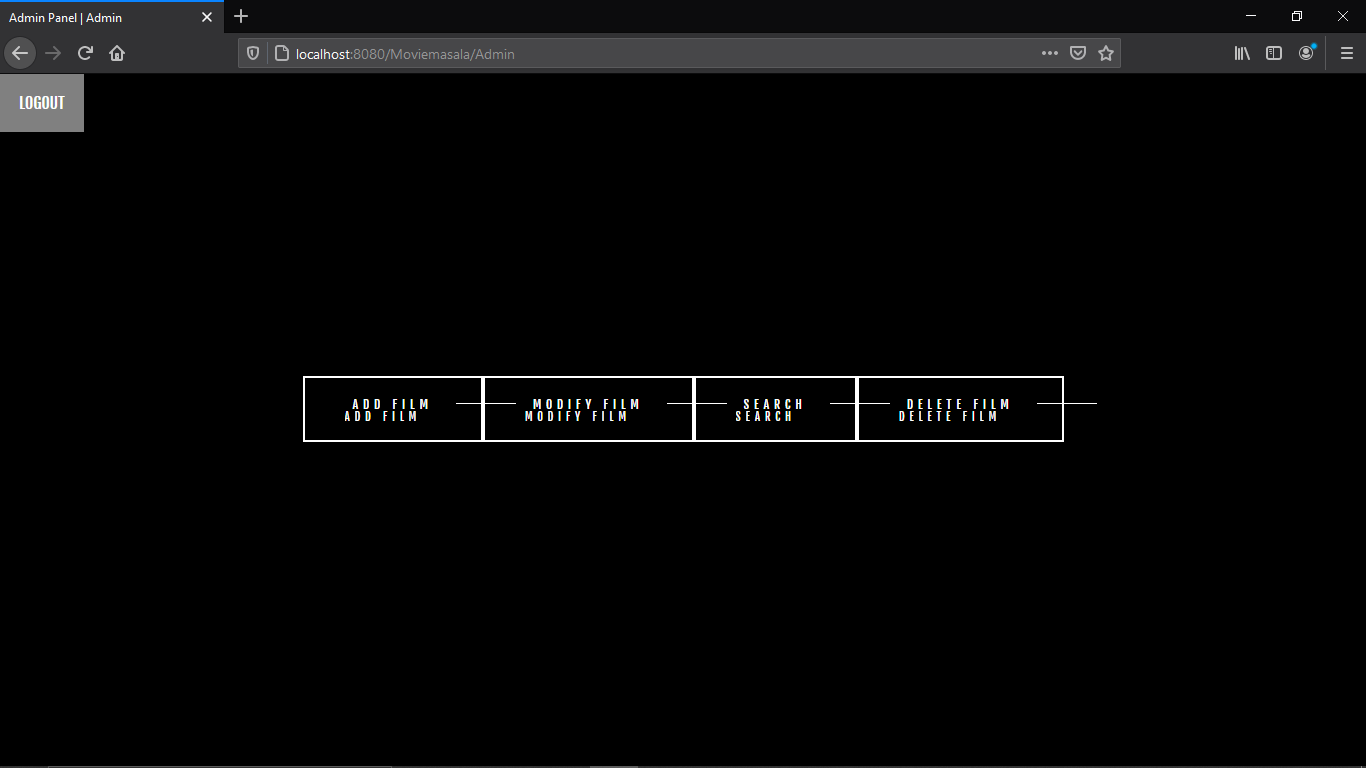 Admin Panel | Admin
localhost:8080/Moviemasala/Admin
LOGOUT
ADD FILM MODIFY FILM SEARCH DELETE FILM
ADD FILM MODIFY FILM SEARCH DELETE FILM